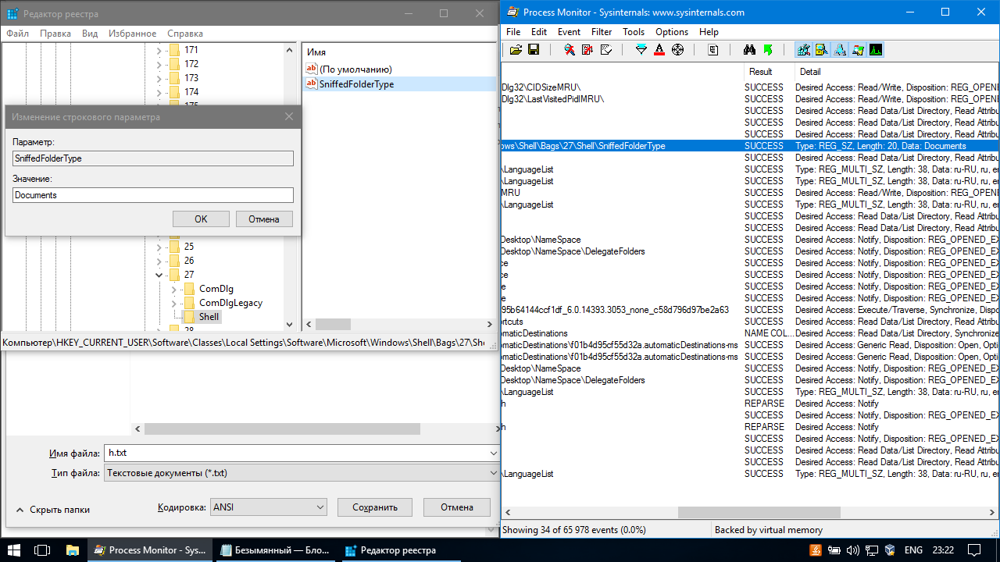 Редактор реестра
Файл Правка Вид Избранное Справка
171
172
173
174
Имя
(По умолчанию)
SniffedFolderType
Изменение строкового параметра
Параметр:
SniffedFolderType
Значение:
Documents
OK Отмена
25
26
27
ComDlg
ComDlgLegacy
Shell
Компьютер\HKEY_CURRENT_USER\Software\Classes\Local Settings\Software\Microsoft\Windows\Shell\Bags\27\She
Имя файла: h.txt
Тип файла: Текстовые документы (*.txt)
Скрыть папки
Кодировка: ANSI
Сохранить Отмена
Process Monitor - Sysinternals: www.sysinternals.com
File Edit Event Filter Tools Options Help
Result Detail
Dlg32\CIDSizeMRU\ SUCCESS Desired Access: Read/Write, Disposition: REG_OPEN
Dlg32\LastVisitedPidlMRU\ SUCCESS Desired Access: Read/Write, Disposition: REG_OPEN
SUCCESS Desired Access: Read Data/List Directory, Read Attribu
SUCCESS Desired Access: Read Data/List Directory, Read Attribu
SUCCESS Desired Access: Read Data/List Directory, Read Attribu
ows\Shell\Bags\27\Shell\SniffedFolderType SUCCESS Type: REG_SZ, Length: 20, Data: Documents
SUCCESS Desired Access: Read Data/List Directory, Read Attribu
\LanguageList SUCCESS Type: REG_MULTI_SZ, Length: 38, Data: ru-RU, ru, en
\LanguageList SUCCESS Type: REG_MULTI_SZ, Length: 38, Data: ru-RU, ru, en
MRU SUCCESS Desired Access: Read/Write, Disposition: REG_OPEN
\LanguageList SUCCESS Type: REG_MULTI_SZ, Length: 38, Data: ru-RU, ru, en
SUCCESS Desired Access: Read Data/List Directory, Read Attribu
SUCCESS Desired Access: Read Data/List Directory, Read Attribu
Desktop\NameSpace SUCCESS Desired Access: Notify, Disposition: REG_OPENED_EX
Desktop\NameSpace\DelegateFolders SUCCESS Desired Access: Notify, Disposition: REG_OPENED_EX
ce SUCCESS Desired Access: Notify, Disposition: REG_OPENED_EX
ce SUCCESS Desired Access: Notify, Disposition: REG_OPENED_EX
e SUCCESS Desired Access: Notify, Disposition: REG_OPENED_EX
e SUCCESS Desired Access: Notify, Disposition: REG_OPENED_EX
95b64144ccf1df_6.0.14393.3053_none_c58d796d97be2a63 SUCCESS Desired Access: Execute/Traverse, Synchronize, Dispo
ortcuts SUCCESS Desired Access: Read Data/List Directory, Read Attribu
omaticDestinations NAME COL... Desired Access: Read Data/List Directory, Synchronize
omaticDestinations\f01b4d95cf55d32a.automaticDestinations-ms SUCCESS Desired Access: Generic Read, Disposition: Open, Opti
omaticDestinations\f01b4d95cf55d32a.automaticDestinations-ms SUCCESS Desired Access: Generic Read, Disposition: Open, Opti
Desktop\NameSpace SUCCESS Desired Access: Notify, Disposition: REG_OPENED_EX
Desktop\NameSpace\DelegateFolders SUCCESS Desired Access: Notify, Disposition: REG_OPENED_EX
\LanguageList SUCCESS Type: REG_MULTI_SZ, Length: 38, Data: ru-RU, ru, en
h REPARSE Desired Access: Notify
SUCCESS Desired Access: Notify, Disposition: REG_OPENED_EX
h REPARSE Desired Access: Notify
SUCCESS Desired Access: Notify, Disposition: REG_OPENED_EX
SUCCESS Desired Access: Read Data/List Directory, Read Attribu
SUCCESS Desired Access: Read Data/List Directory, Read Attribu
\LanguageList SUCCESS Type: REG_MULTI_SZ, Length: 38, Data: ru-RU, ru, en
Showing 34 of 65 978 events (0.0%) Backed by virtual memory
Process Monitor - Sys... Безымянный — Бло... Редактор реестра ENG 23:22